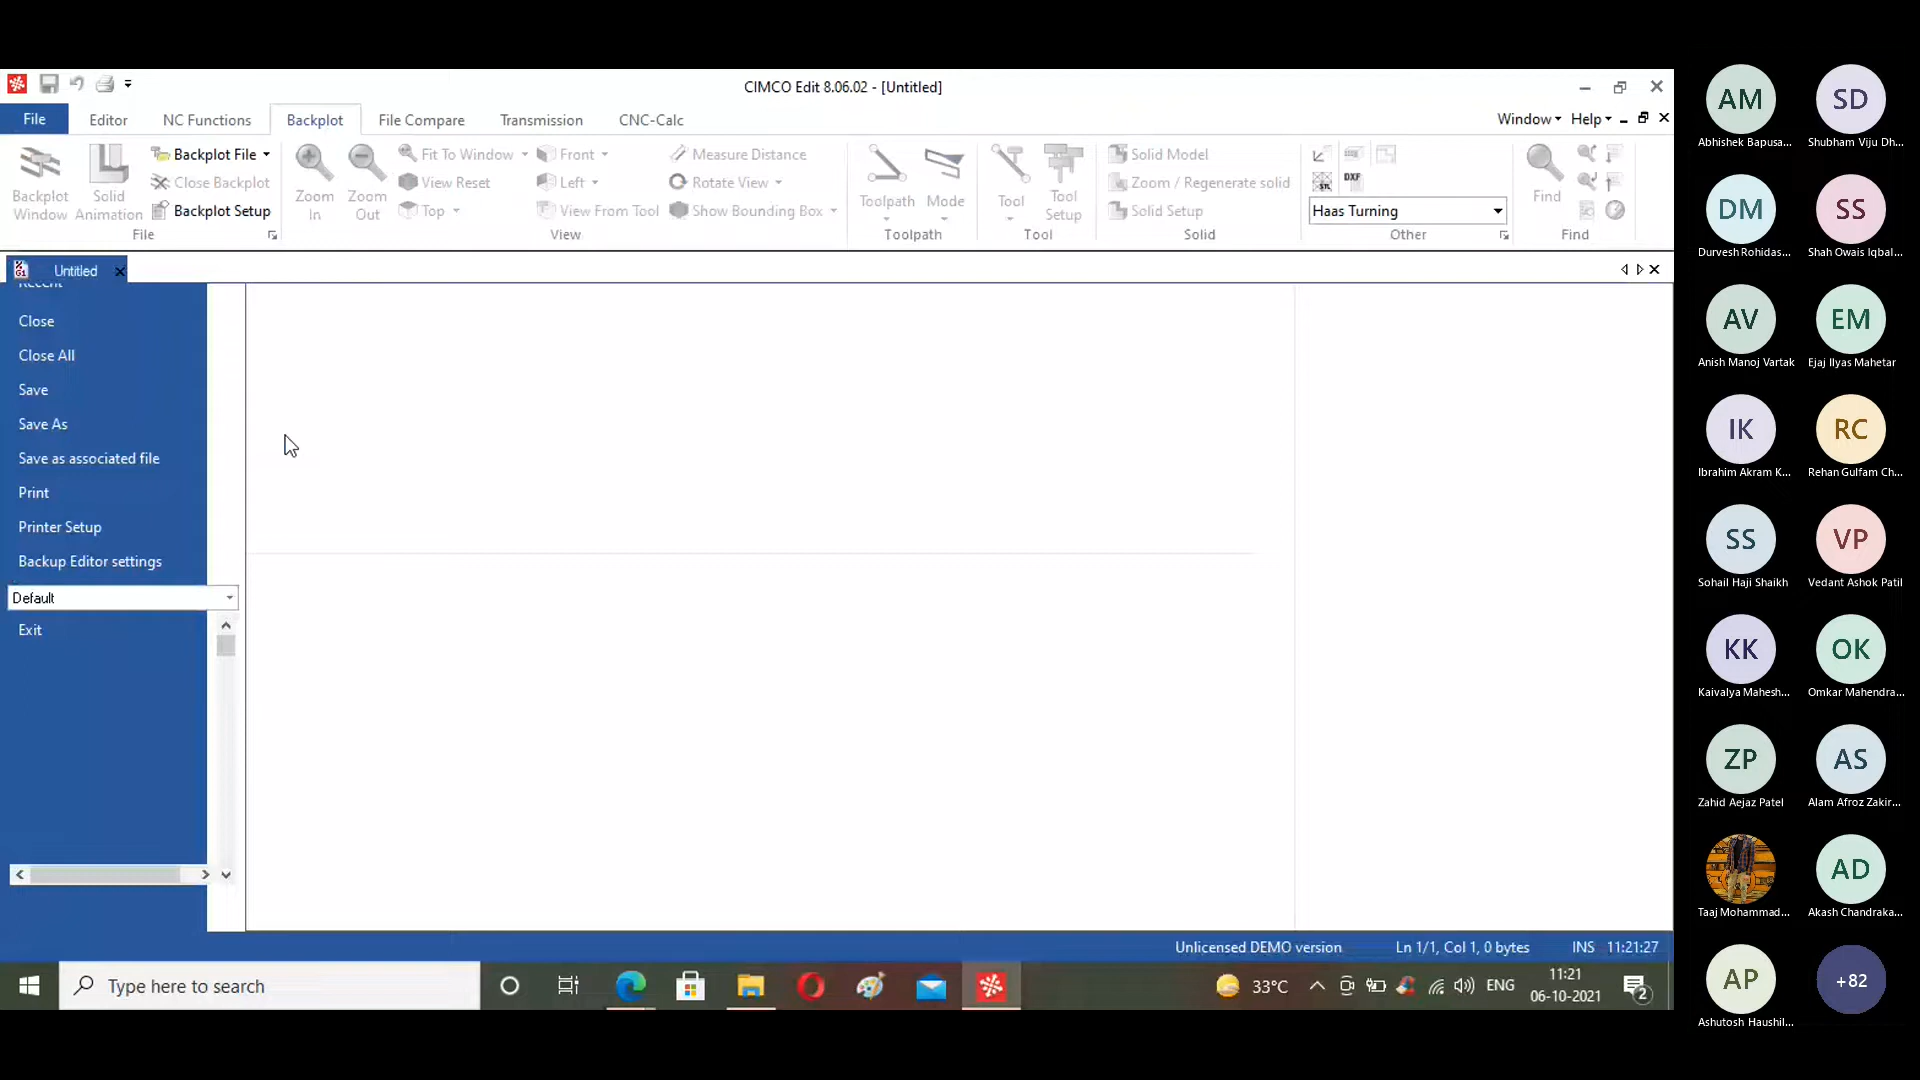 CIMCO Edit 8.06.02 - [Untitled]
File
Editor
NC Functions
Backplot
File Compare
Transmission
CNC-Calc
Window
Help
Backplot Window
Solid Animation
Backplot File
Close Backplot
Backplot Setup
File
Zoom In
Zoom Out
Fit To Window
View Reset
Top
Front
Left
View From Tool
Measure Distance
Rotate View
Show Bounding Box
View
Toolpath
Mode
Toolpath
Tool
Tool Setup
Tool
Solid Model
Zoom / Regenerate solid
Solid Setup
Solid
STL
DXF
Haas Turning
Other
Find
Find
G1
Untitled
Recent
Close
Close All
Save
Save As
Save as associated file
Print
Printer Setup
Backup Editor settings
Default
Exit
Unlicensed DEMO version
Ln 1/1, Col 1, 0 bytes
INS
11:21:27
Type here to search
33°C
ENG
11:21
06-10-2021
2
AM
Abhishek Bapusa...
SD
Shubham Viju Dh...
DM
Durvesh Rohidas...
SS
Shah Owais Iqbal...
AV
Anish Manoj Vartak
EM
Ejaj Ilyas Mahetar
IK
Ibrahim Akram K...
RC
Rehan Gulfam Ch...
SS
Sohail Haji Shaikh
VP
Vedant Ashok Patil
KK
Kaivalya Mahesh...
OK
Omkar Mahendra...
ZP
Zahid Aejaz Patel
AS
Alam Afroz Zakir...
Taaj Mohammad...
AD
Akash Chandraka...
AP
Ashutosh Haushil...
+82